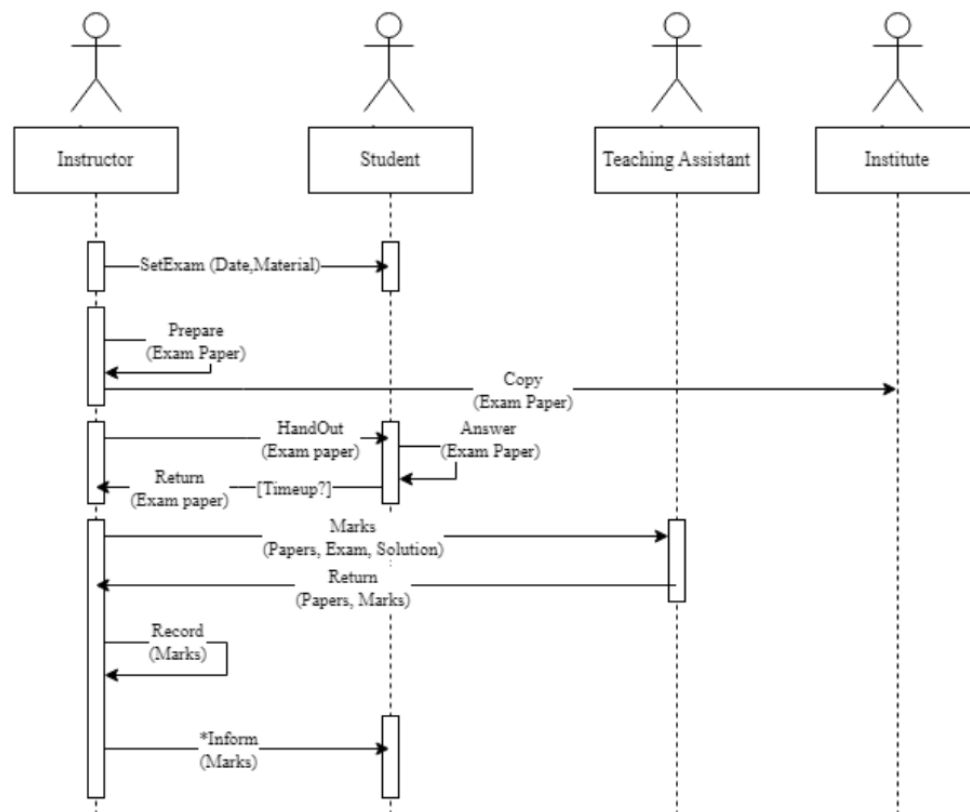 Instructor
Student
Teaching Assistant
Institute
SetExam (Date,Material)
Prepare
(Exam Paper)
Copy
(Exam Paper)
HandOut
(Exam paper)
Answer
(Exam Paper)
Return
(Exam paper)
[Timeup?]
Marks
(Papers, Exam, Solution)
Return
(Papers, Marks)
Record
(Marks)
*Inform
(Marks)